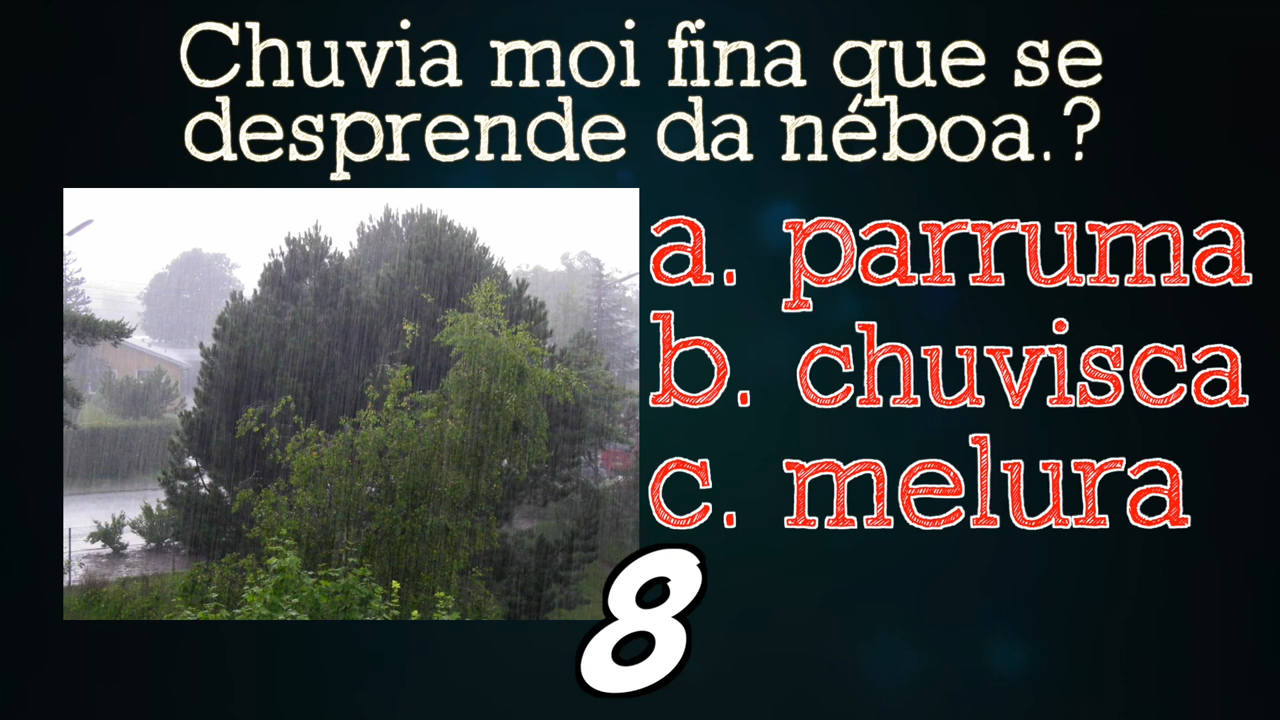 Chuvia moi fina que se
desprende da néboa.?
a. parruma
b. chuvisca
c. melura
8